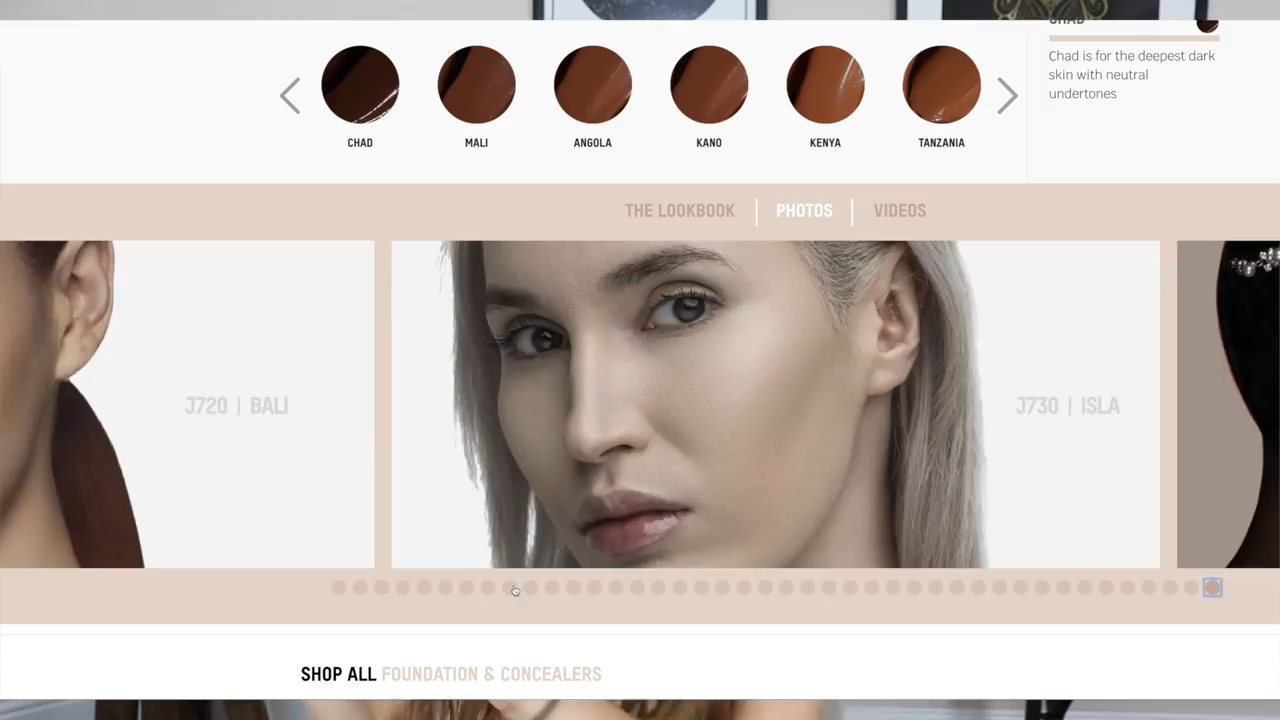 CHAD
Chad is for the deepest dark
skin with neutral
undertones
CHAD
MALI
ANGOLA
KANO
KENYA
TANZANIA
THE LOOKBOOK
PHOTOS
VIDEOS
J720 | BALI
J730 | ISLA
SHOP ALL FOUNDATION & CONCEALERS